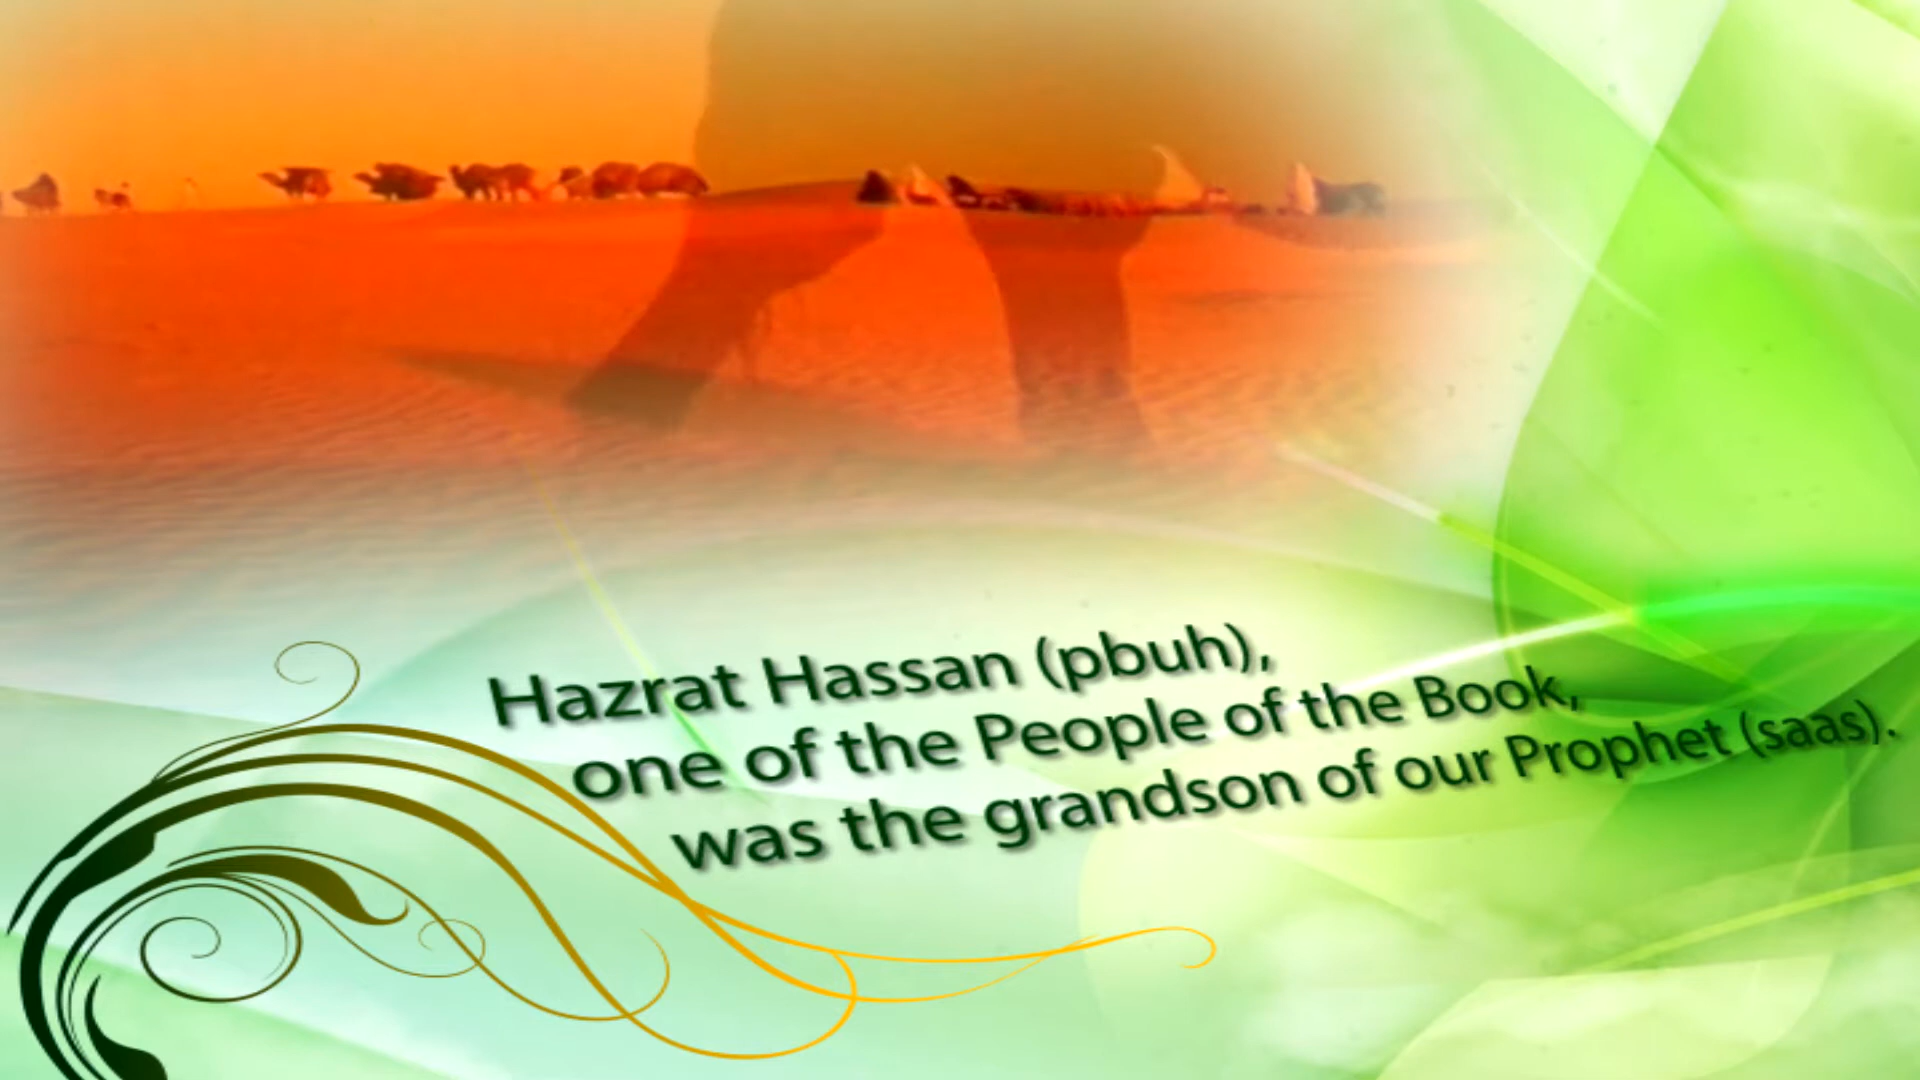 Hazrat Hassan (pbuh),
one of the People of the Book,
was the grandson of our Prophet (saas).